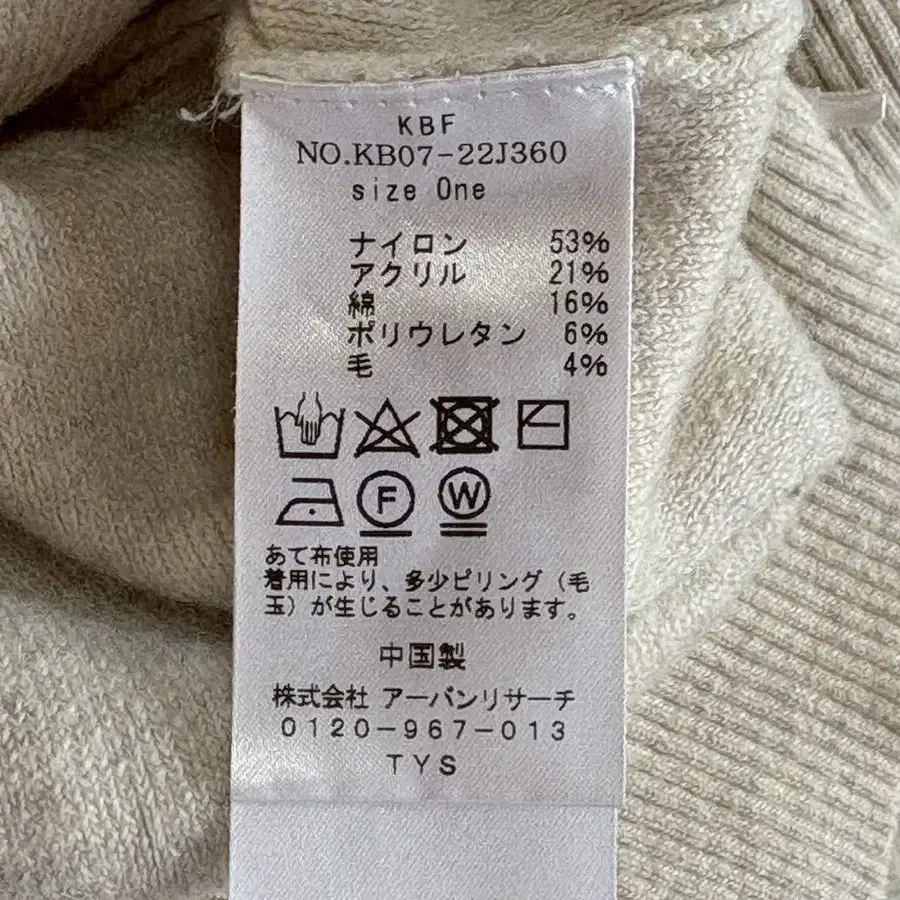 KBF
NO.KB07-22J360
size One
ナイロン 53%
アクリル 21%
綿 16%
ポリウレタン 6%
毛 4%
F W
あて布使用
着用により、多少ピリング（毛
玉）が生じることがあります。
中国製
株式会社 アーバンリサーチ
0120-967-013
TYS